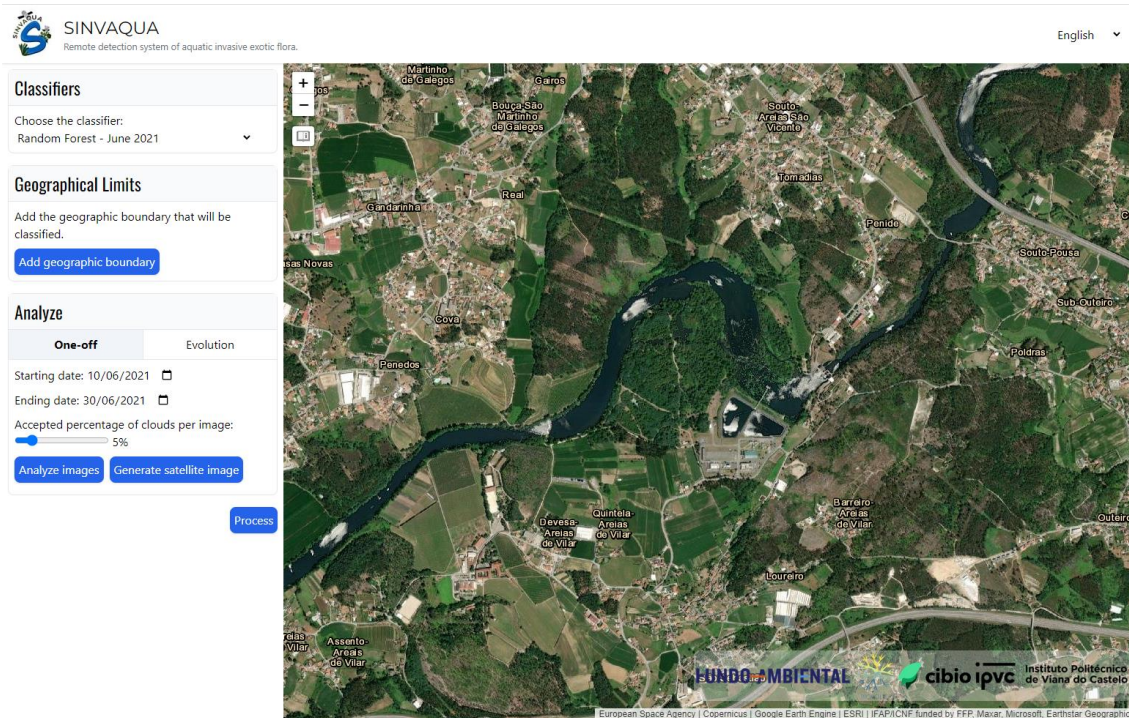 SINVAQUA
Remote detection system of aquatic invasive exotic flora.
English
Classifiers
Choose the classifier:
Random Forest - June 2021
Geographical Limits
Add the geographic boundary that will be
classified.
Add geographic boundary
Analyze
One-off
Evolution
Starting date: 10/06/2021
Ending date: 30/06/2021
Accepted percentage of clouds per image:
5%
Analyze images
Generate satellite image
Process
+
−
Martinho
de Galegos
Gairos
Bouça-São
Martinho
de Galegos
Souto-
Areias São
Vicente
Real
Tomadias
Gandarinha
Penide
sas Novas
Souto-Pousa
Cova
Sub-Outeiro
Penedos
Poldras
Barreiro-
Areias
de Vilar
Outeiro
Devesa-
Areias
de Vilar
Quintela-
Areias
de Vilar
Loureiro
reias
Vilar
Assento-
Areais
de Vilar
FUNDO AMBIENTAL
cibio ipvc
Instituto Politécnico
de Viana do Castelo
European Space Agency | Copernicus | Google Earth Engine | ESRI | IFAP/ICNF funded by FFP, Maxar, Microsoft, Earthstar Geographic